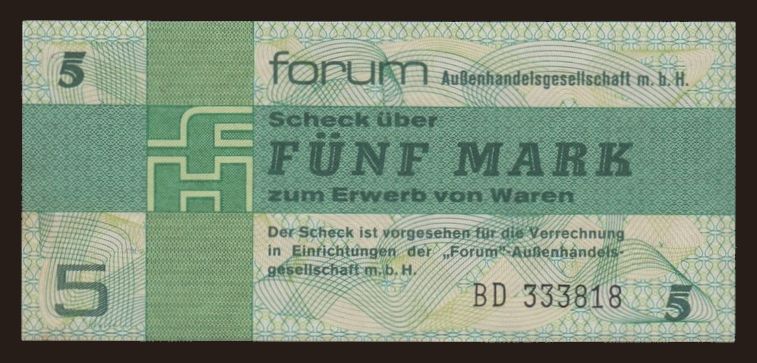 5
forum Außenhandelsgesellschaft m. b. H.
Scheck über
FÜNF MARK
zum Erwerb von Waren
Der Scheck ist vorgesehen für die Verrechnung
in Einrichtungen der „Forum"-Außenhandels-
gesellschaft m. b. H.
5
BD 333818
5